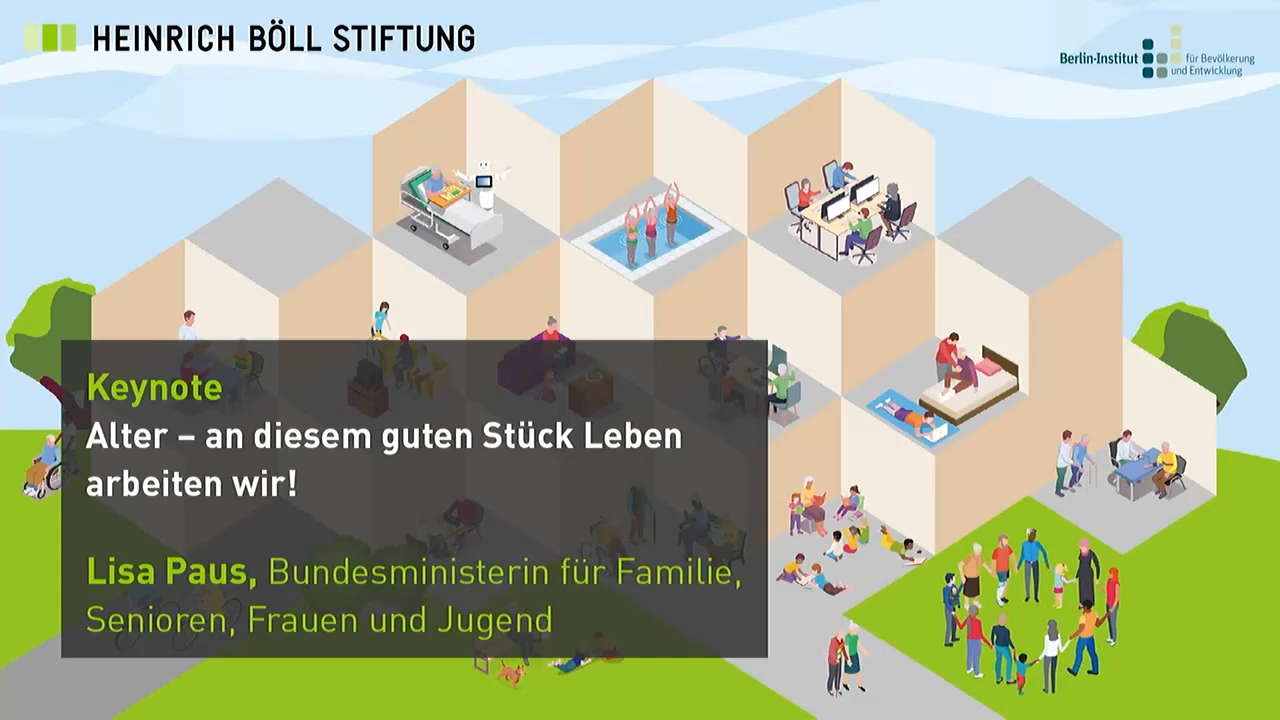 HEINRICH BÖLL STIFTUNG
Berlin-Institut
für Bevölkerung
und Entwicklung
Keynote
Alter – an diesem guten Stück Leben
arbeiten wir!
Lisa Paus, Bundesministerin für Familie,
Senioren, Frauen und Jugend